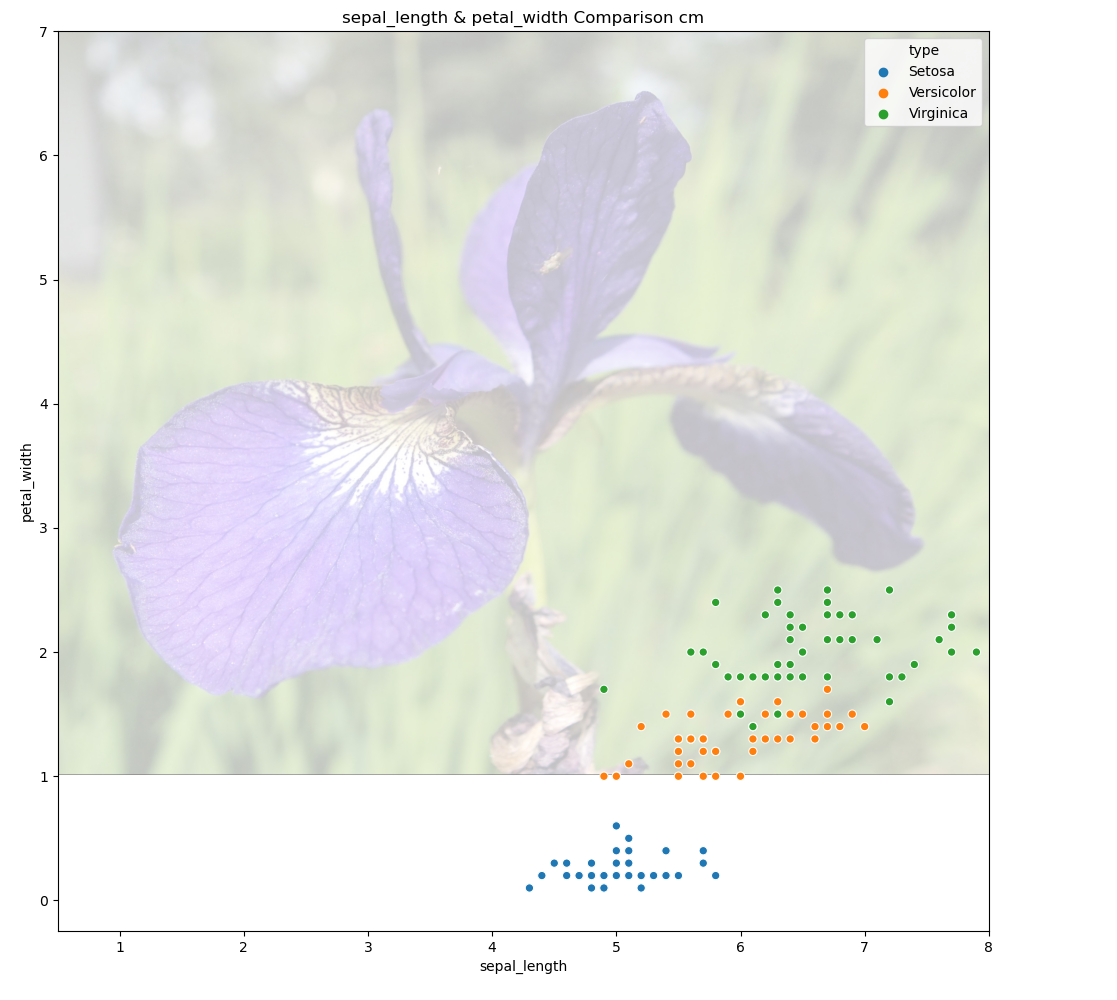 sepal_length & petal_width Comparison cm
type
Setosa
Versicolor
Virginica
7
6
5
4
3
2
1
0
petal_width
1 2 3 4 5 6 7 8
sepal_length